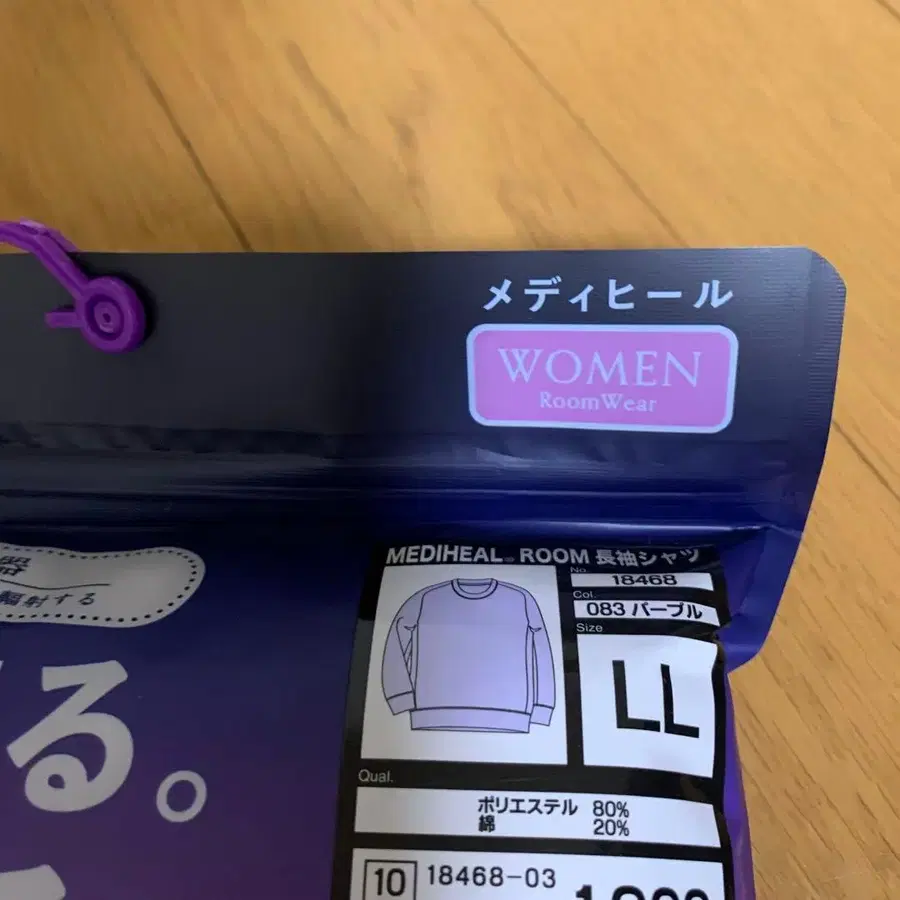 メディヒール
WOMEN
RoomWear
器
輻射する
る。
MEDIHEAL® ROOM 長袖シャツ
No.
18468
Col.
083 パープル
Size
LL
Qual.
ポリエステル 80%
綿 20%
10 18468-03